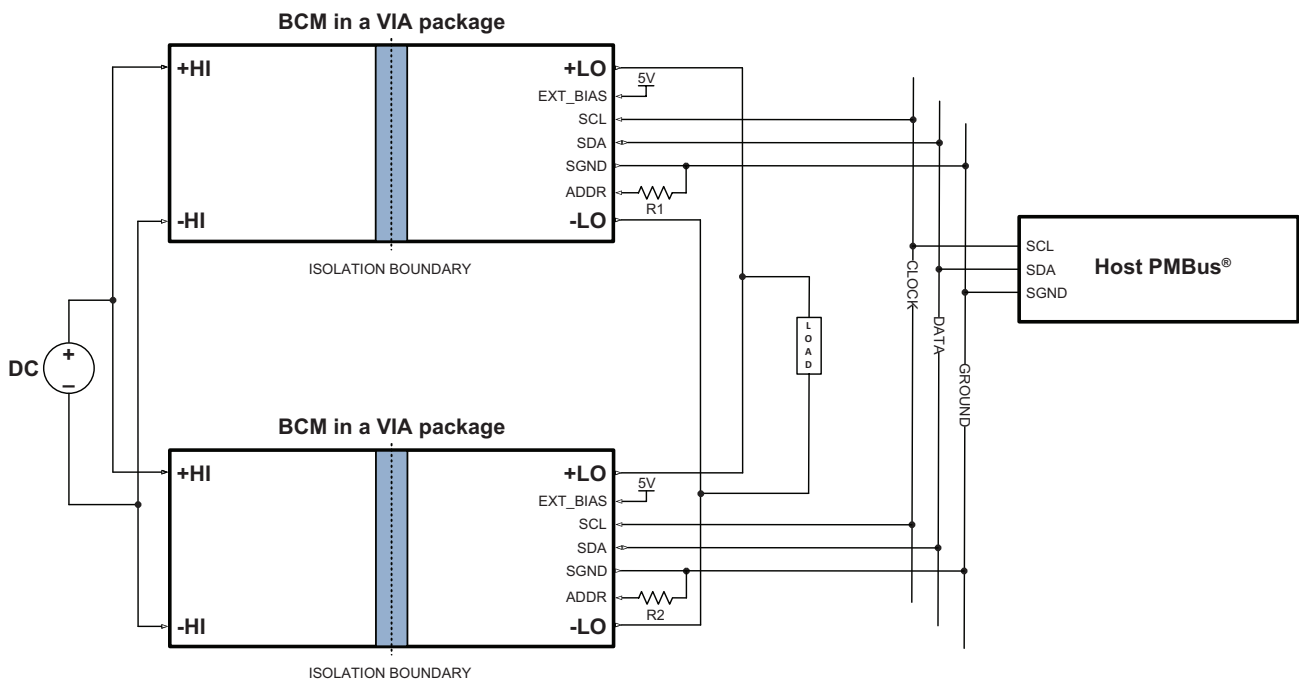 BCM in a VIA package
+HI
-HI
+LO
5V
EXT_BIAS
SCL
SDA
SGND
ADDR
R1
-LO
ISOLATION BOUNDARY
DC
+
–
LOAD
CLOCK
DATA
GROUND
SCL
SDA
SGND
Host PMBus®
BCM in a VIA package
+HI
-HI
+LO
5V
EXT_BIAS
SCL
SDA
SGND
ADDR
R2
-LO
ISOLATION BOUNDARY